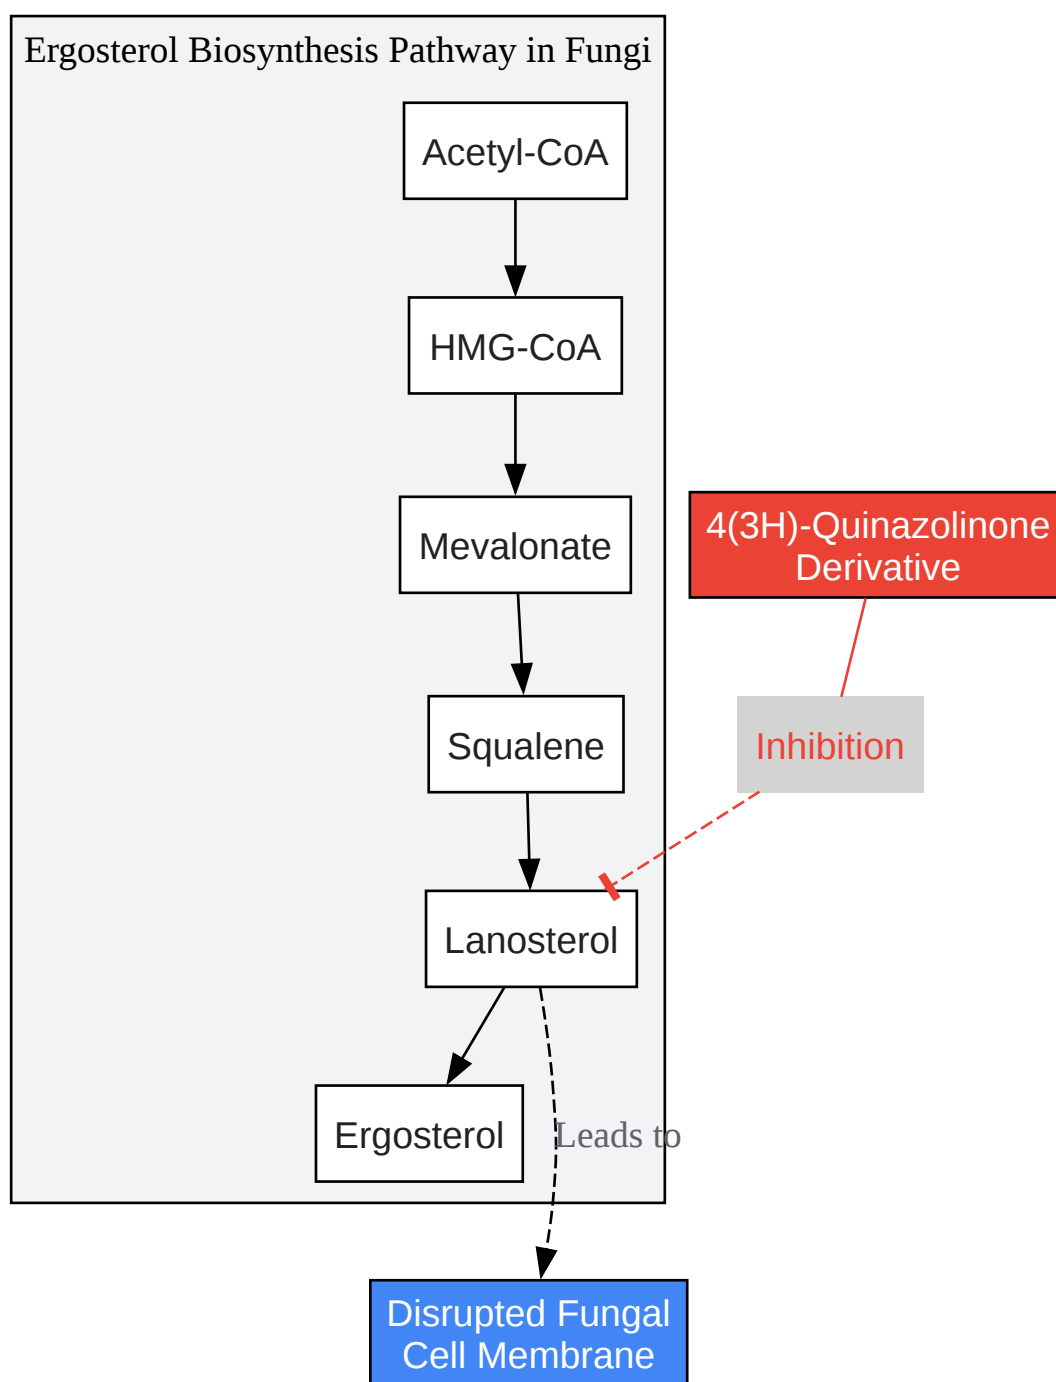 Ergosterol Biosynthesis Pathway in Fungi
Acetyl-CoA
HMG-CoA
Mevalonate
4(3H)-Quinazolinone
Derivative
Squalene
Inhibition
Lanosterol
Ergosterol
Leads to
Disrupted Fungal
Cell Membrane